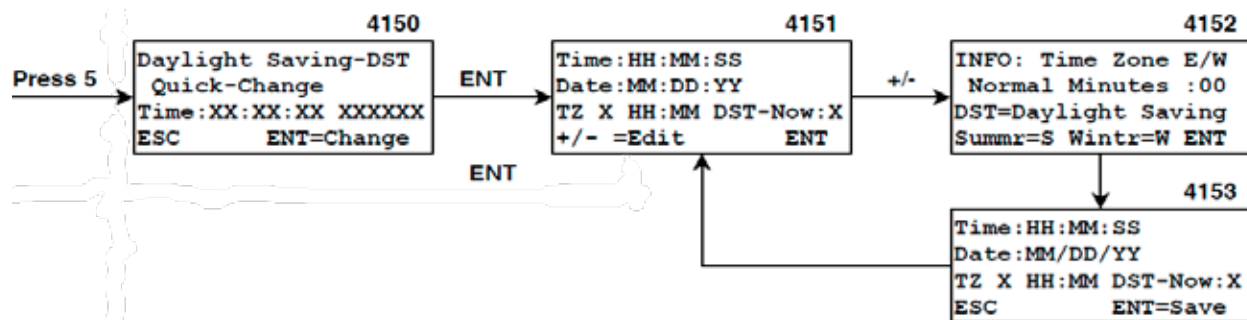 Press 5
4150
Daylight Saving-DST
Quick-Change
Time:XX:XX:XX XXXXXX
ESC ENT=Change
ENT
ENT
4151
Time:HH:MM:SS
Date:MM:DD:YY
TZ X HH:MM DST-Now:X
+/- =Edit ENT
+/-
4152
INFO: Time Zone E/W
Normal Minutes :00
DST=Daylight Saving
Summr=S Wintr=W ENT
4153
Time:HH:MM:SS
Date:MM/DD/YY
TZ X HH:MM DST-Now:X
ESC ENT=Save